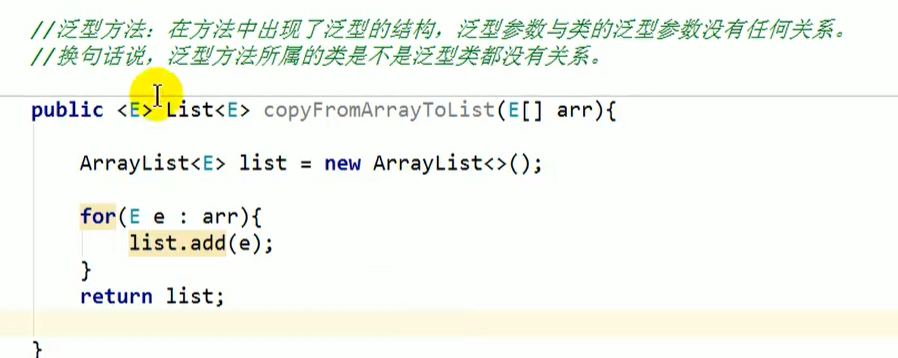 //泛型方法：在方法中出现了泛型的结构，泛型参数与类的泛型参数没有任何关系。
//换句话说，泛型方法所属的类是不是泛型类都没有关系。
public <E> List<E> copyFromArrayToList(E[] arr){
ArrayList<E> list = new ArrayList<>();
for(E e : arr){
list.add(e);
}
return list;
}